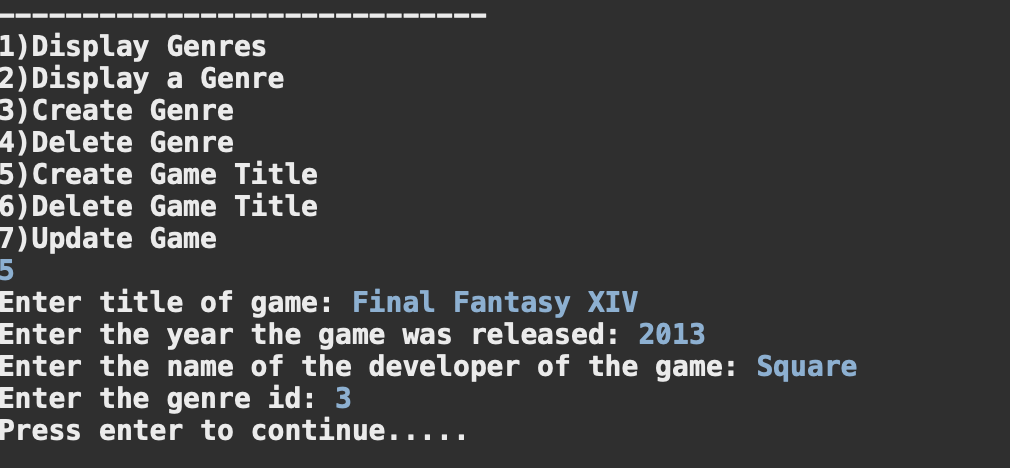 -----------------------------
1)Display Genres
2)Display a Genre
3)Create Genre
4)Delete Genre
5)Create Game Title
6)Delete Game Title
7)Update Game
5
Enter title of game: Final Fantasy XIV
Enter the year the game was released: 2013
Enter the name of the developer of the game: Square
Enter the genre id: 3
Press enter to continue.....